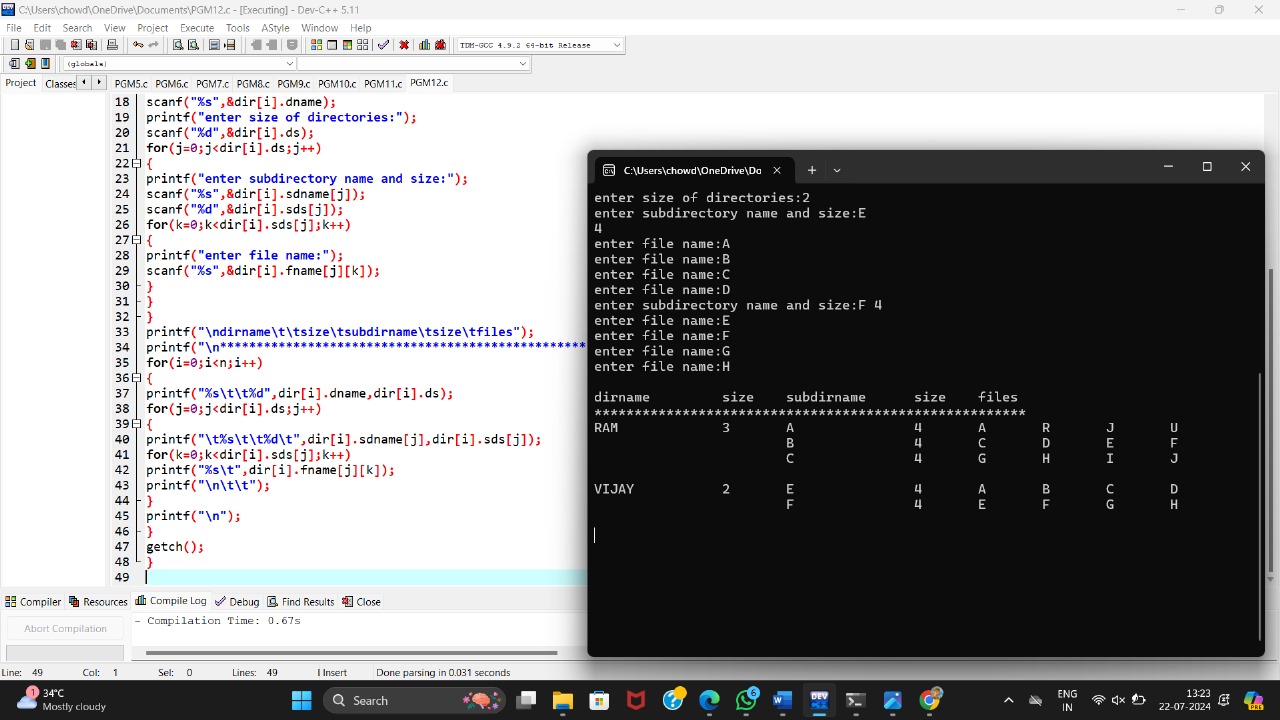 C:\Users\chowd\OneDrive\Documents\PGM12.c - [Executing] - Dev-C++ 5.11
File Edit Search View Project Execute Tools AStyle Window Help
TDM-GCC 4.9.2 64-bit Release
(globals)
Project Classes PGM5.c PGM6.c PGM7.c PGM8.c PGM9.c PGM10.c PGM11.c PGM12.c
18 scanf("%s",&dir[i].dname);
19 printf("enter size of directories:");
20 scanf("%d",&dir[i].ds);
21 for(j=0;j<dir[i].ds;j++)
22 {
23 printf("enter subdirectory name and size:");
24 scanf("%s",&dir[i].sdname[j]);
25 scanf("%d",&dir[i].sds[j]);
26 for(k=0;k<dir[i].sds[j];k++)
27 {
28 printf("enter file name:");
29 scanf("%s",&dir[i].fname[j][k]);
30 }
31 }
32 }
33 printf("\ndirname\t\tsize\tsubdirname\tsize\tfiles");
34 printf("\n******************************************************
35 for(i=0;i<n;i++)
36 {
37 printf("%s\t\t%d",dir[i].dname,dir[i].ds);
38 for(j=0;j<dir[i].ds;j++)
39 {
40 printf("\t%s\t\t%d\t",dir[i].sdname[j],dir[i].sds[j]);
41 for(k=0;k<dir[i].sds[j];k++)
42 printf("%s\t",dir[i].fname[j][k]);
43 printf("\n\t\t");
44 }
45 printf("\n");
46 }
47 getch();
48 }
49
C:\Users\chowd\OneDrive\Do
enter size of directories:2
enter subdirectory name and size:E
4
enter file name:A
enter file name:B
enter file name:C
enter file name:D
enter subdirectory name and size:F 4
enter file name:E
enter file name:F
enter file name:G
enter file name:H
dirname size subdirname size files
******************************************************
RAM 3 A 4 A R J U
B 4 C D E F
C 4 G H I J
VIJAY 2 E 4 A B C D
F 4 E F G H
Compiler Resources Compile Log Debug Find Results Close
Abort Compilation
- Compilation Time: 0.67s
Line: 49 Col: 1 Sel: 0 Lines: 49 Insert Done parsing in 0.031 seconds
1
34°C
Mostly cloudy
Search
6
DEV C++
ENG
IN
13:23
22-07-2024
PRE